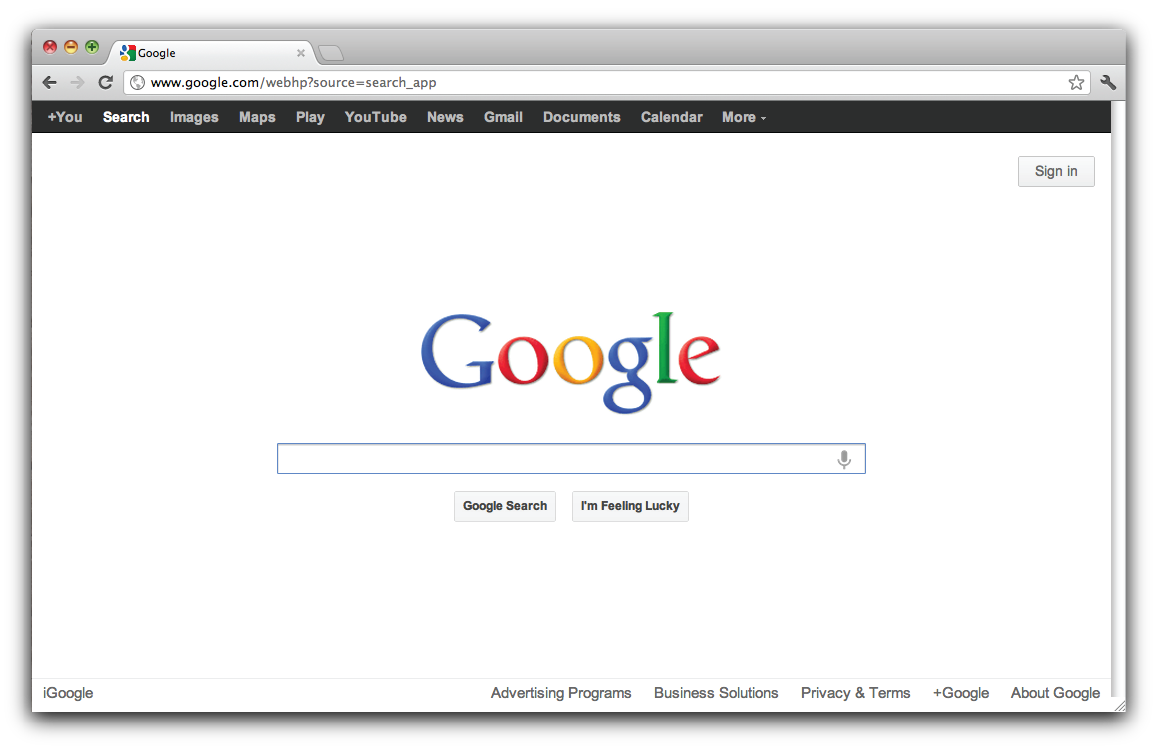 Google
www.google.com/webhp?source=search_app
+You Search Images Maps Play YouTube News Gmail Documents Calendar More
Sign in
Google
Google Search I'm Feeling Lucky
iGoogle Advertising Programs Business Solutions Privacy & Terms +Google About Google